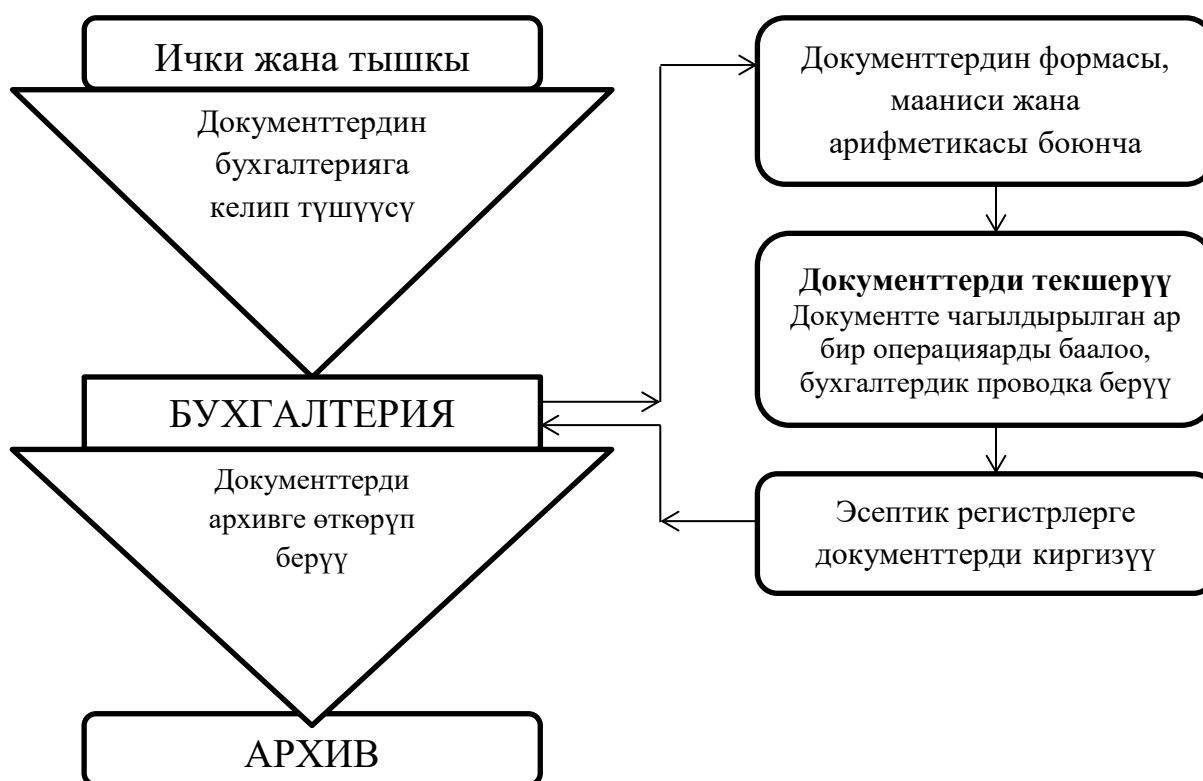 Ички жана тышкы
Документтердин
бухгалтерияга
келип түшүүсү
БУХГАЛТЕРИЯ
Документтерди
архивге өткөрүп
берүү
АРХИВ
Документтердин формасы,
мааниси жана
арифметикасы боюнча
Документтерди текшерүү
Документте чагылдырылган ар
бир операцияарды баалоо,
бухгалтердик проводка берүү
Эсептик регистрлерге
документтерди киргизүү